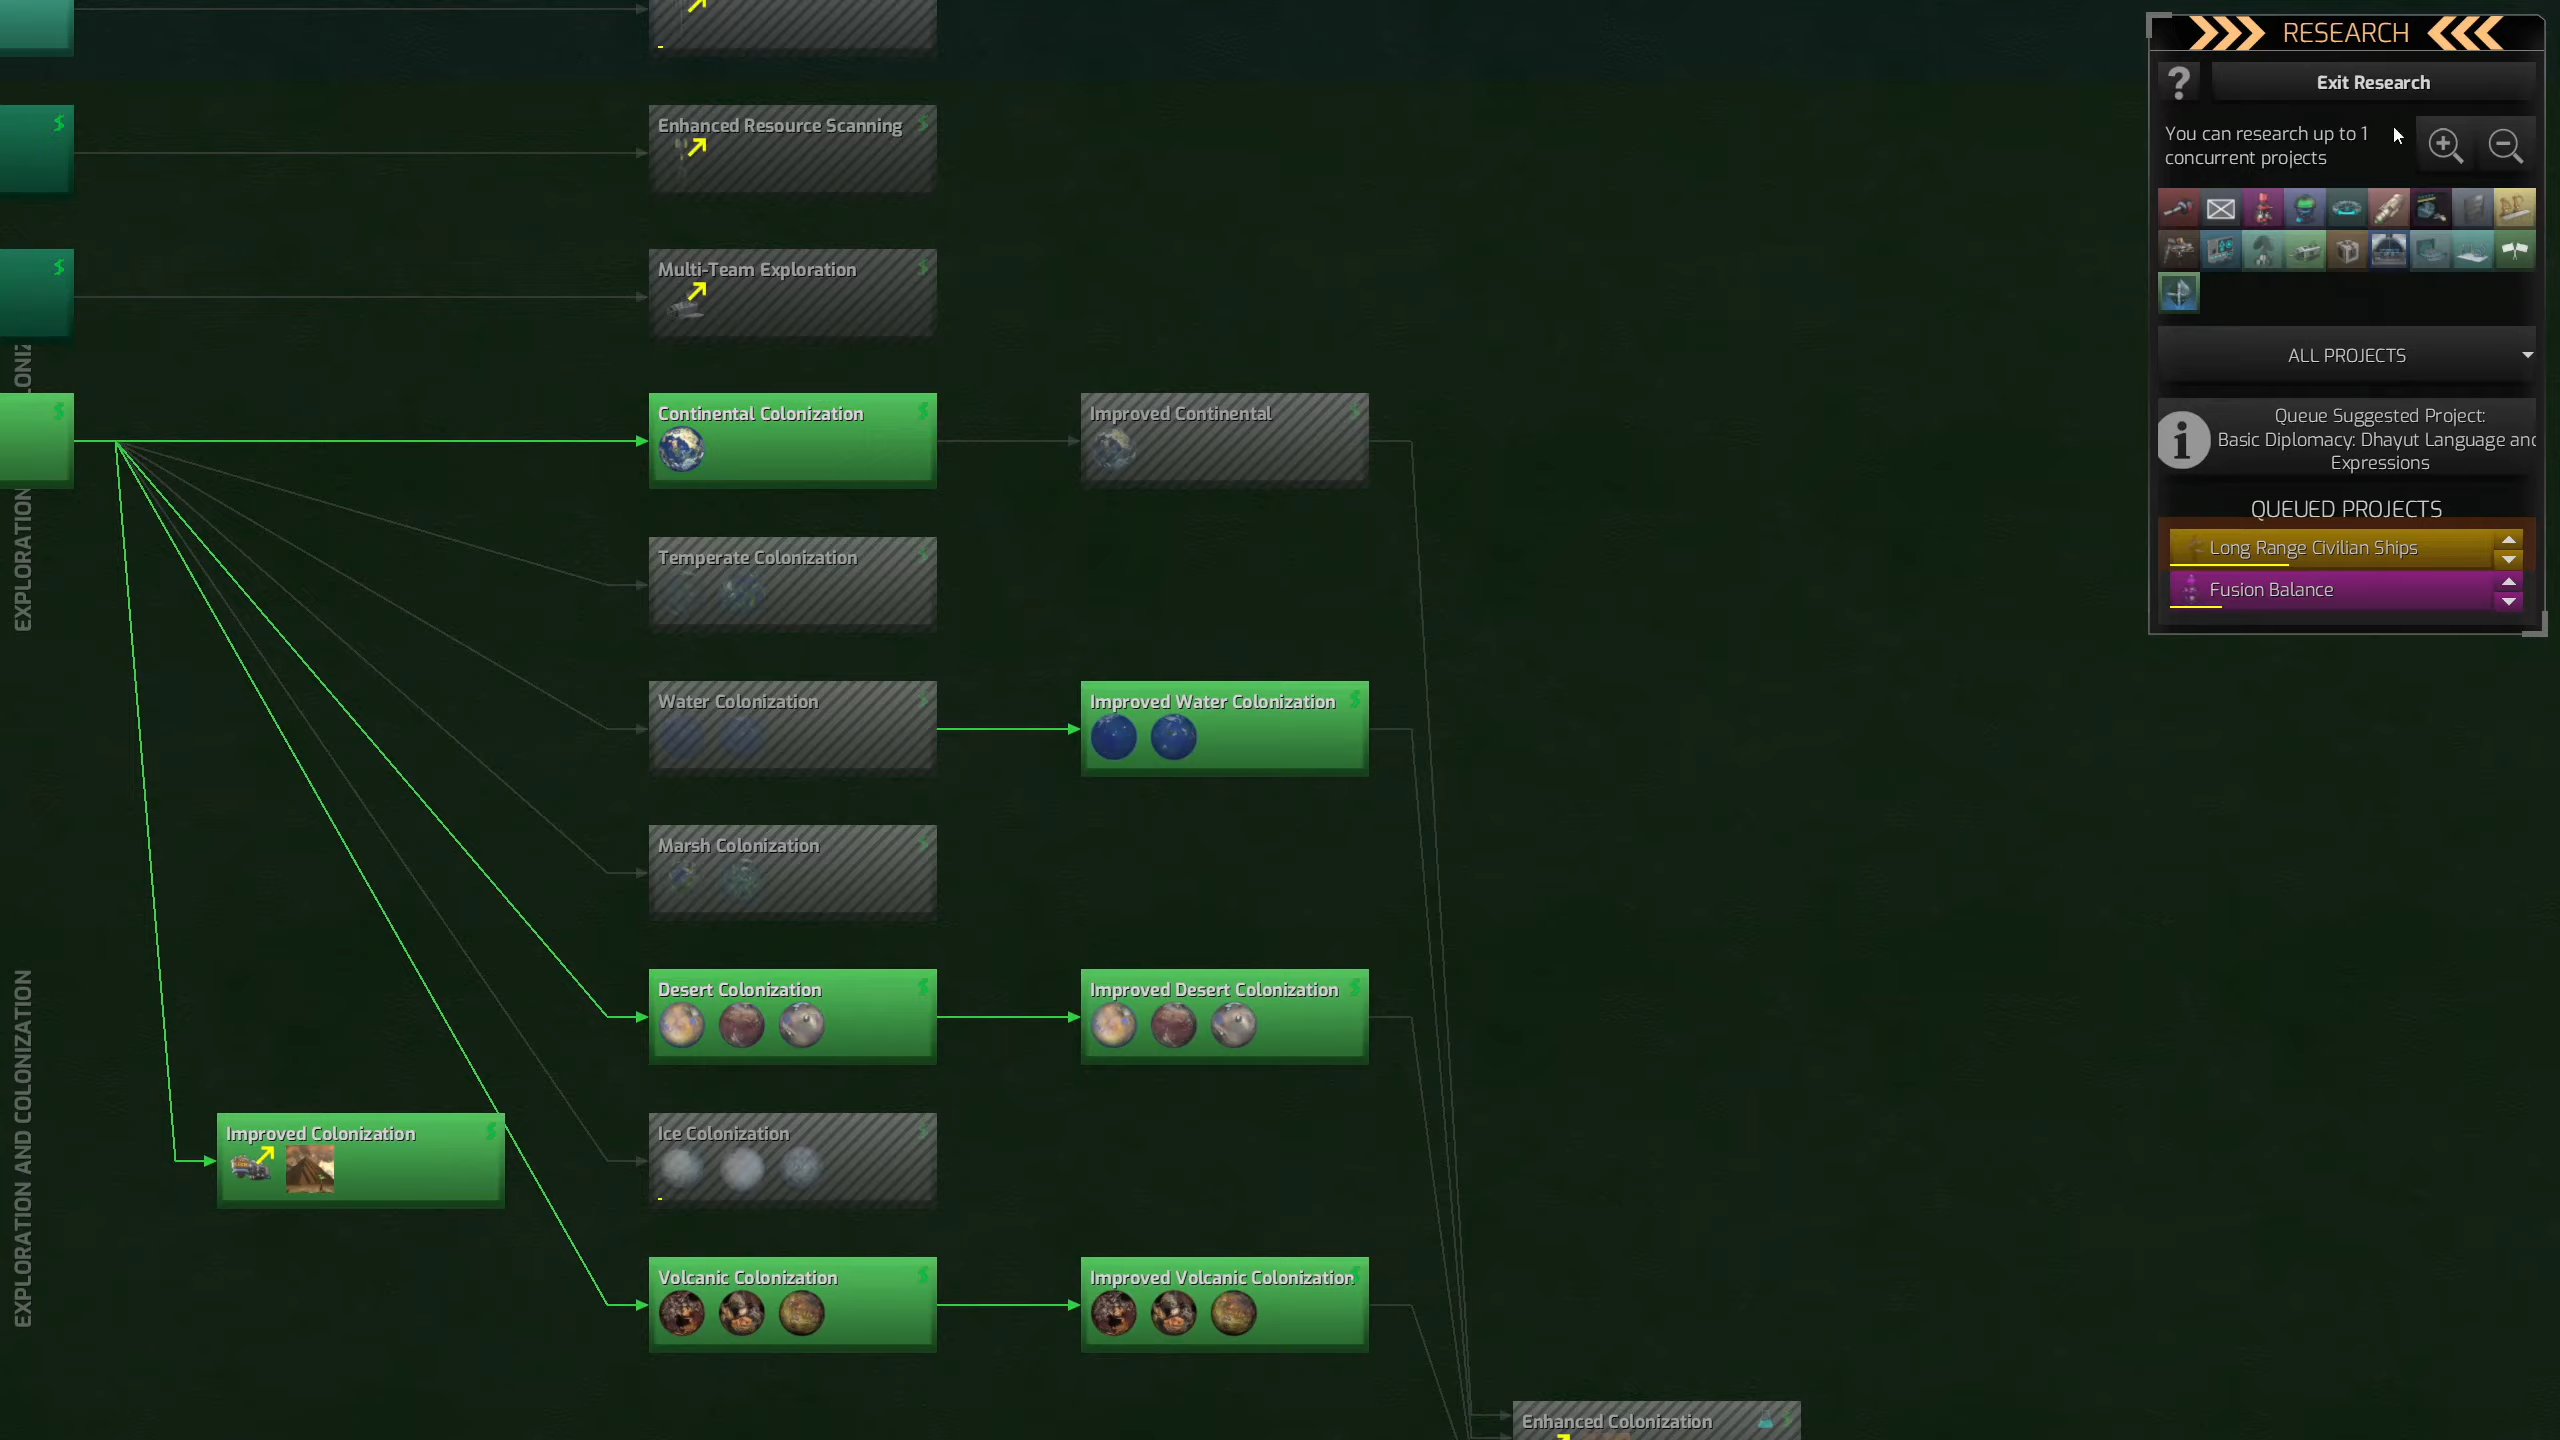 RESEARCH
?
Exit Research
You can research up to 1
concurrent projects
ALL PROJECTS
Queue Suggested Project:
Basic Diplomacy: Dhayut Language and
Expressions
QUEUED PROJECTS
Long Range Civilian Ships
Fusion Balance
Enhanced Resource Scanning
Multi-Team Exploration
Continental Colonization
Improved Continental
Temperate Colonization
Water Colonization
Improved Water Colonization
Marsh Colonization
Desert Colonization
Improved Desert Colonization
Improved Colonization
Ice Colonization
Volcanic Colonization
Improved Volcanic Colonization
Enhanced Colonization
EXPLORATION
EXPLORATION AND COLONIZATION